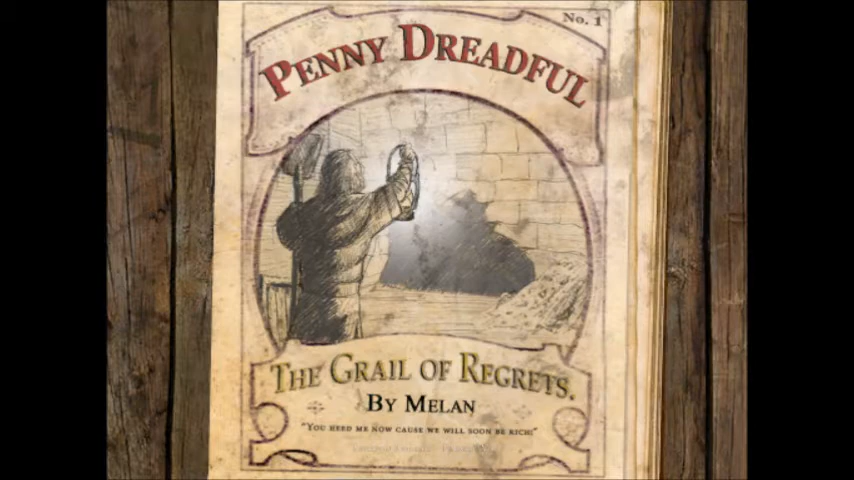 No. 1
PENNY DREADFUL
THE GRAIL OF REGRETS.
BY MELAN
"YOU HEED ME NOW CAUSE WE WILL SOON BE RICH!"